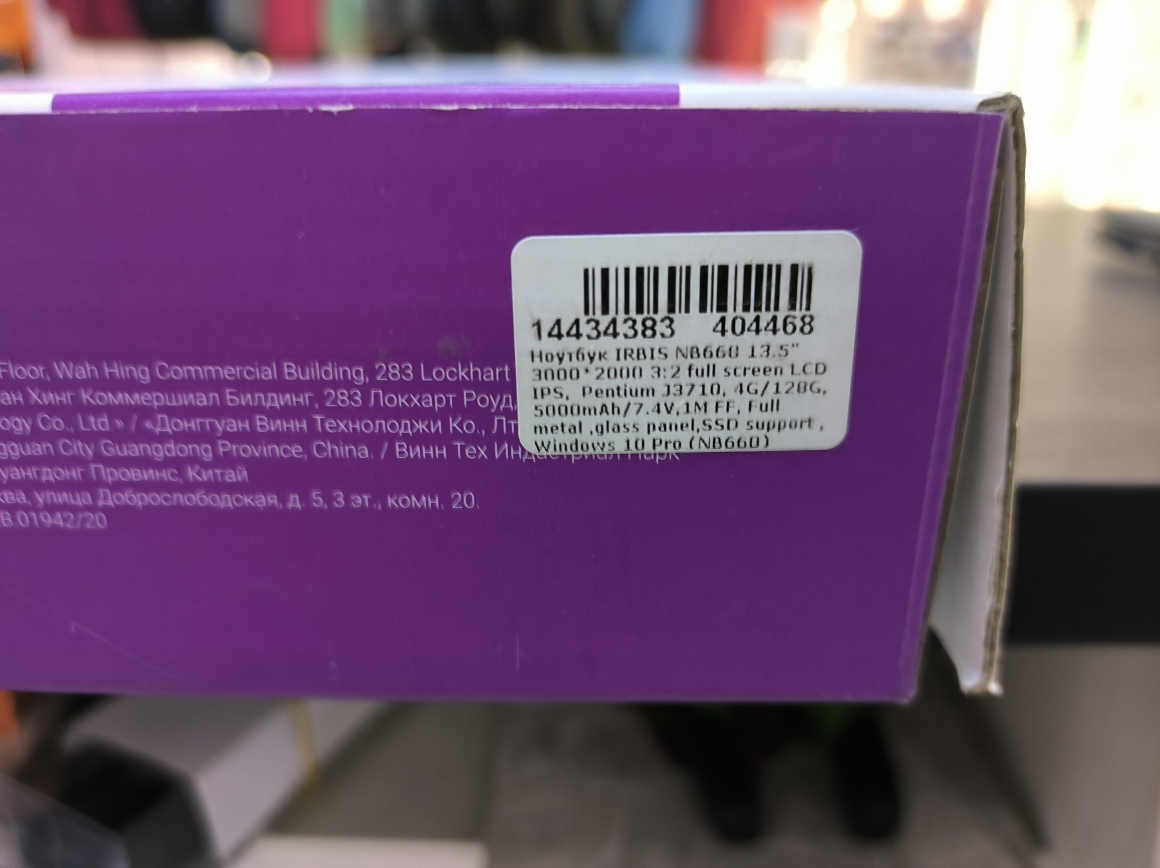 14434383 404468
Ноутбук IRBIS NB660 13.5"
3000*2000 3:2 full screen LCD
IPS, Pentium J3710, 4G/128G,
5000mAh/7.4V,1M FF, Full
metal ,glass panel,SSD support ,
Windows 10 Pro (NB660)
Floor, Wah Hing Commercial Building, 283 Lockhart
ан Хинг Коммершиал Билдинг, 283 Локхарт Роуд,
ogy Co., Ltd.» / «Донггуан Винн Технолоджи Ко., Лт
gguan City Guangdong Province, China. / Винн Тех Индастриал Парк
уангдонг Провинс, Китай
ква, улица Доброслободская, д. 5, 3 эт., комн. 20.
В.01942/20